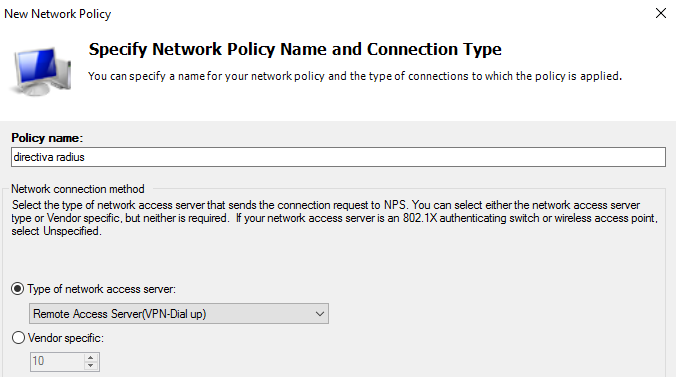 New Network Policy
Specify Network Policy Name and Connection Type
You can specify a name for your network policy and the type of connections to which the policy is applied.
Policy name:
directiva radius
Network connection method
Select the type of network access server that sends the connection request to NPS. You can select either the network access server
type or Vendor specific, but neither is required.  If your network access server is an 802.1X authenticating switch or wireless access point,
select Unspecified.
Type of network access server:
Remote Access Server(VPN-Dial up)
Vendor specific:
10